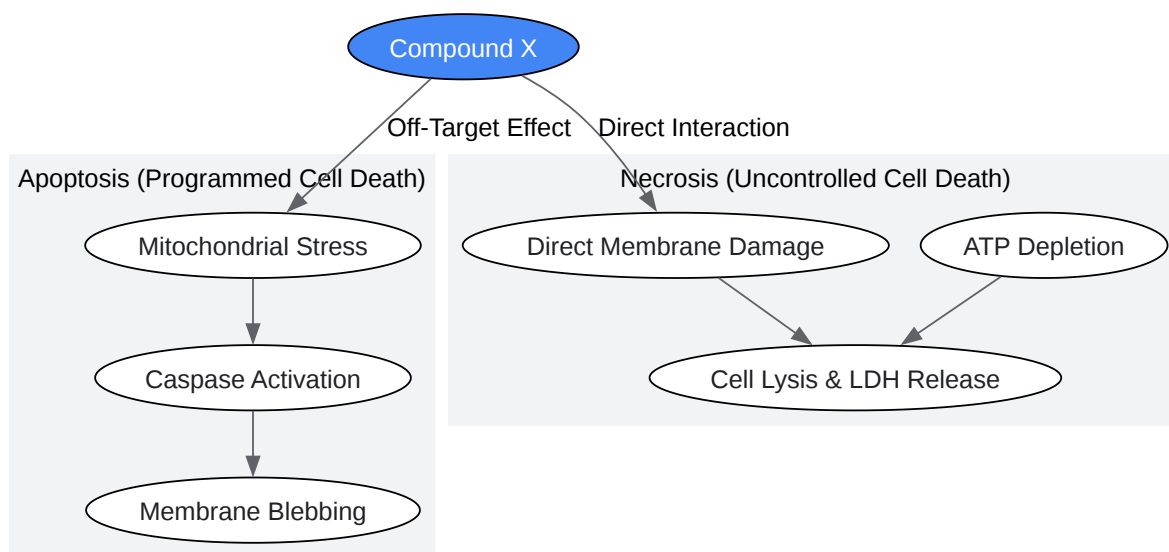 Compound X
Off-Target Effect
Direct Interaction
Apoptosis (Programmed Cell Death)
Necrosis (Uncontrolled Cell Death)
Mitochondrial Stress
Direct Membrane Damage
ATP Depletion
Caspase Activation
Cell Lysis & LDH Release
Membrane Blebbing